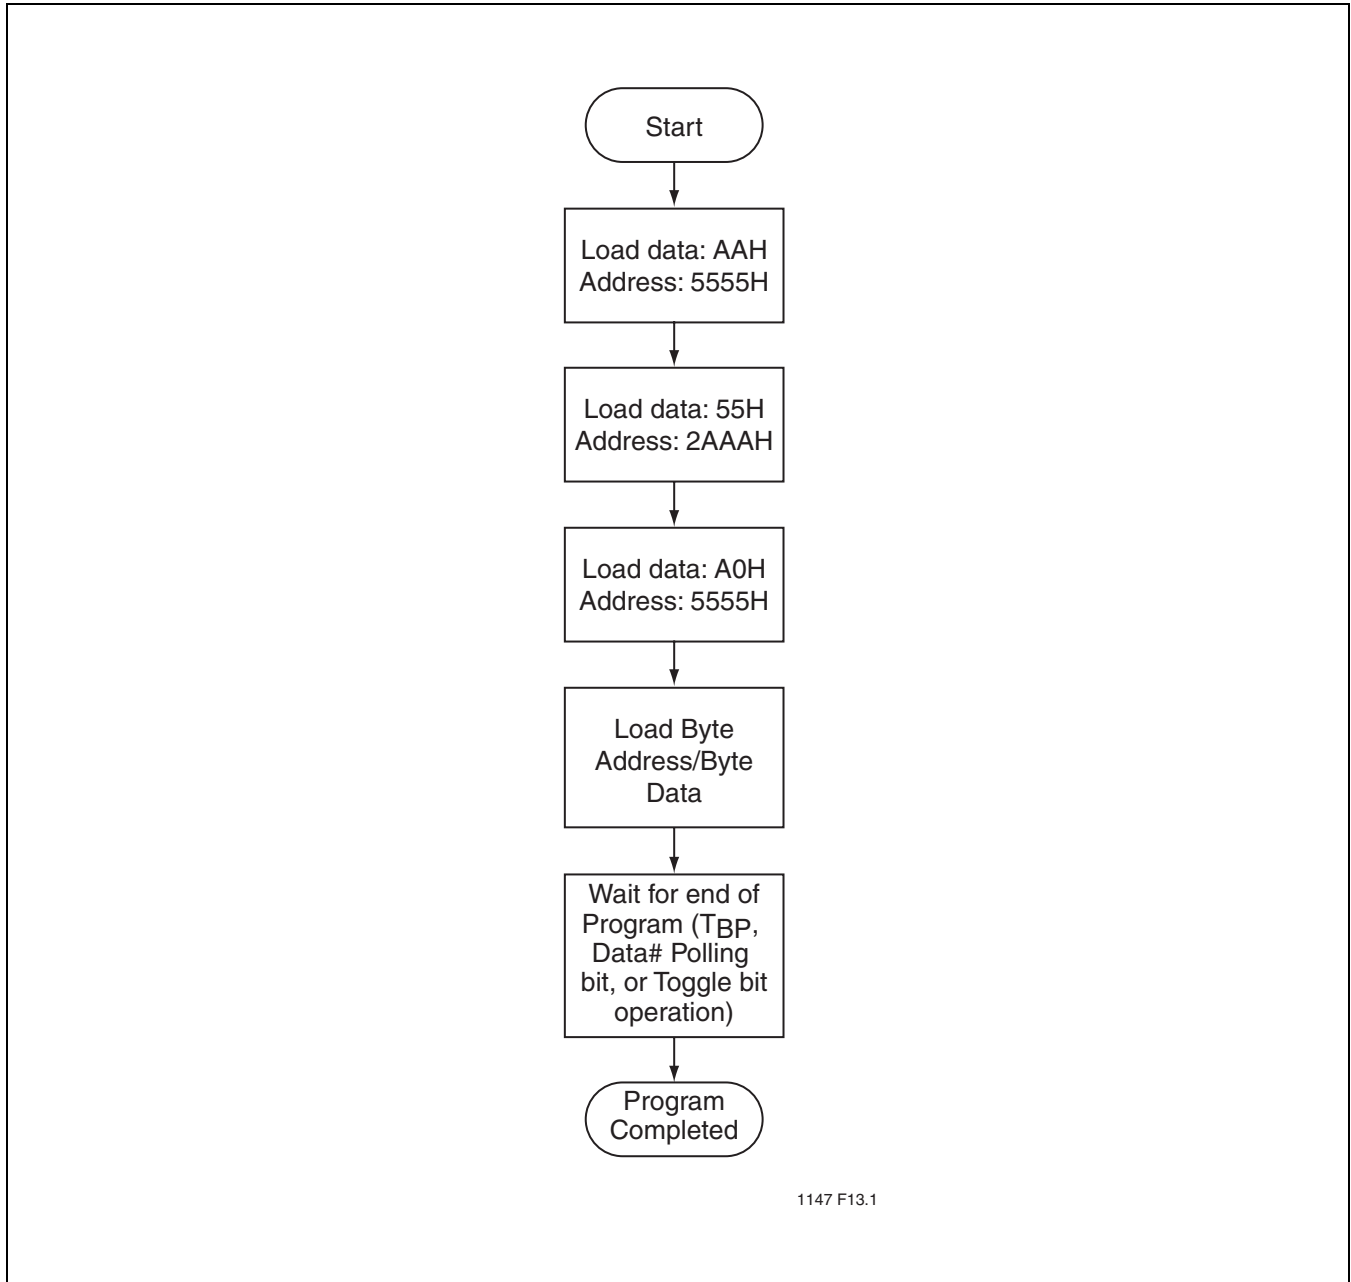 Start
Load data: AAH
Address: 5555H
Load data: 55H
Address: 2AAAH
Load data: A0H
Address: 5555H
Load Byte
Address/Byte
Data
Wait for end of
Program (TBP,
Data# Polling
bit, or Toggle bit
operation)
Program
Completed
1147 F13.1